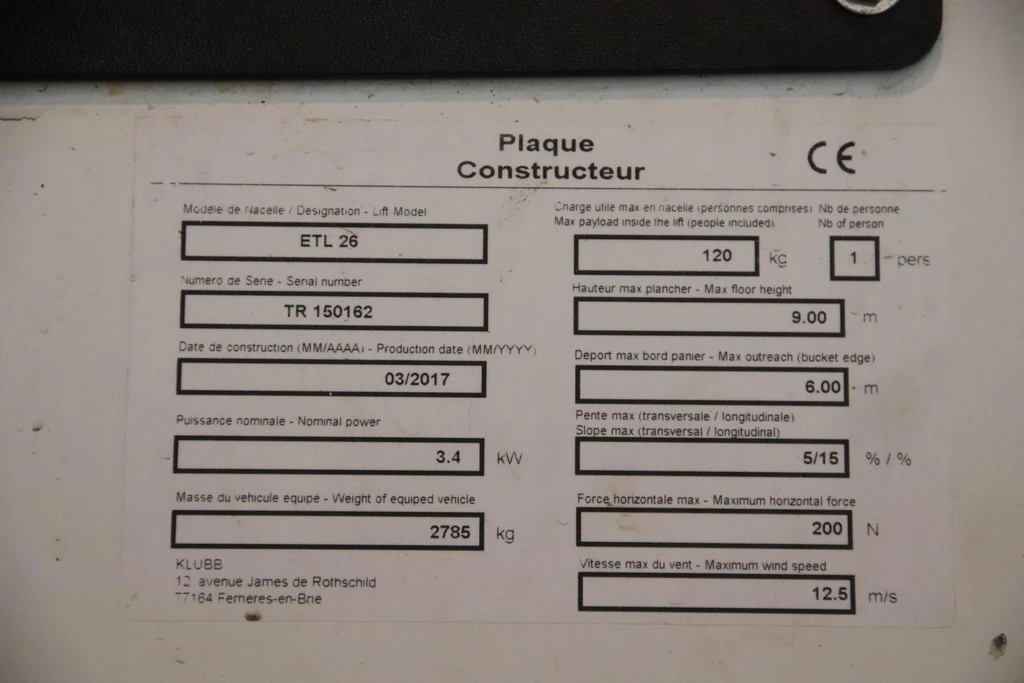 Plaque
Constructeur
CE
Modèle de Nacelle / Designation - Lift Model
ETL 26
Numero de Serie - Serial number
TR 150162
Date de construction (MM/AAAA) - Production date (MM/YYYY)
03/2017
Puissance nominale - Nominal power
3.4 kW
Masse du vehicule equipe - Weight of equiped vehicle
2785 kg
KLUBB
12 avenue James de Rothschild
77164 Ferrieres-en-Brie
Charge utile max en nacelle (personnes comprises)
Max payload inside the lift (people included)
120 kg
Nb de personne
Nb of person
1 pers
Hauteur max plancher - Max floor height
9.00 m
Deport max bord panier - Max outreach (bucket edge)
6.00 m
Pente max (transversale / longitudinale)
Slope max (transversal / longitudinal)
5/15 % / %
Force horizontale max - Maximum horizontal force
200 N
Vitesse max du vent - Maximum wind speed
12.5 m/s